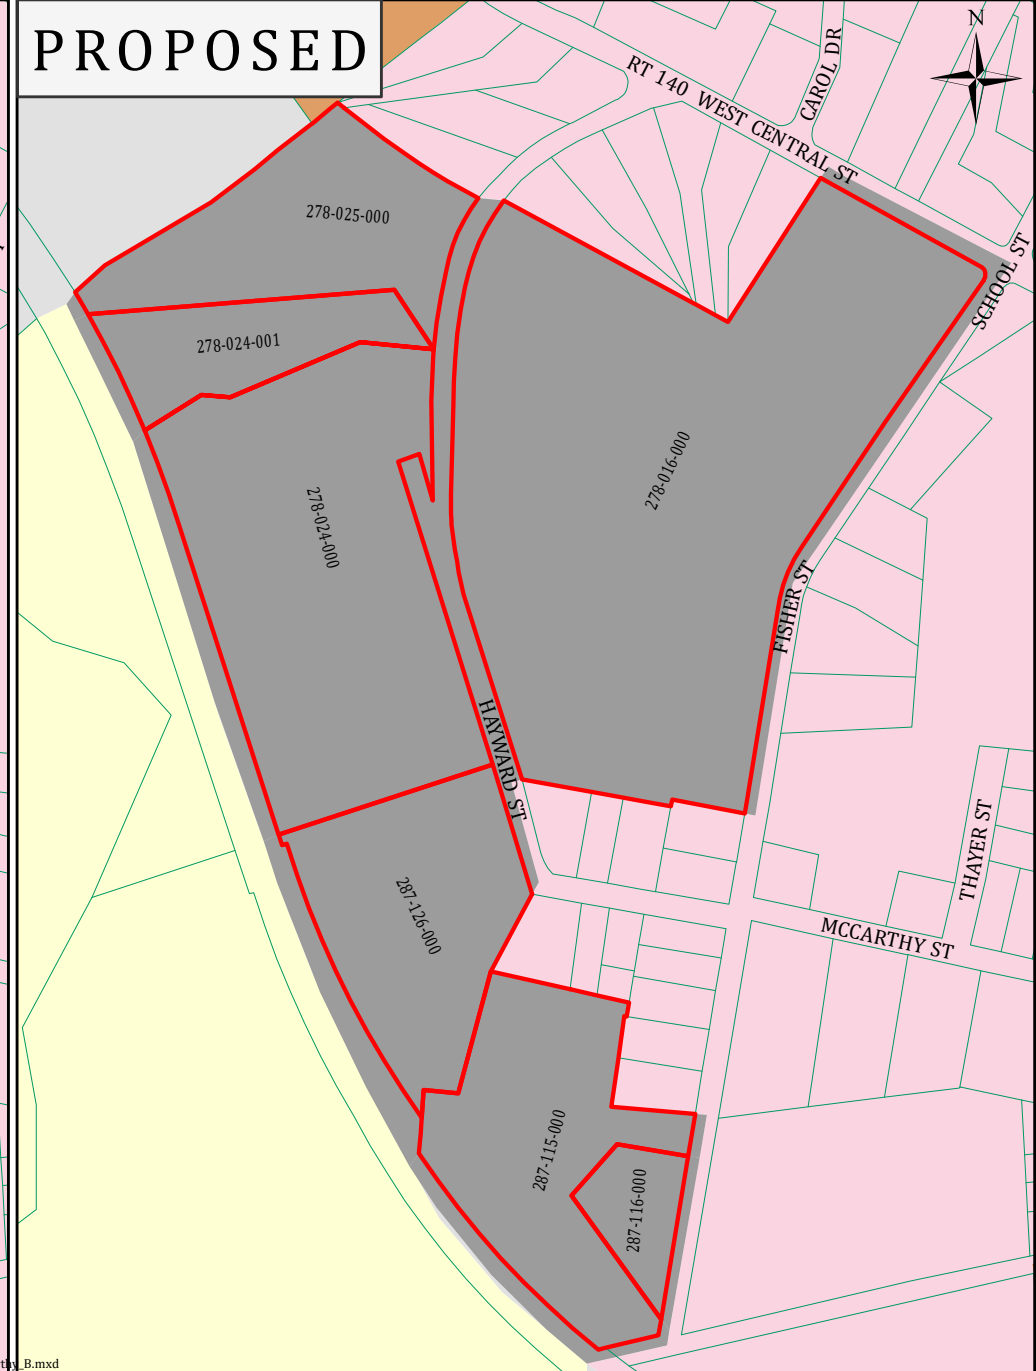 PROPOSED
N
RT 140 WEST CENTRAL ST
CAROL DR
SCHOOL ST
278-025-000
278-024-001
278-016-000
278-024-000
FISHER ST
HAYWARD ST
THAYER ST
287-126-000
MCCARTHY ST
287-115-000
287-116-000
_B.mxd